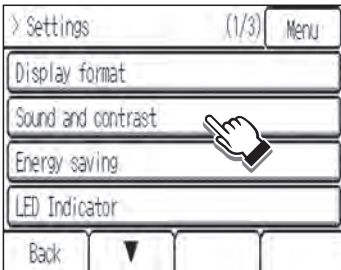 > Settings (1/3) Menu
Display format
Sound and contrast
Energy saving
LED Indicator
Back ▼